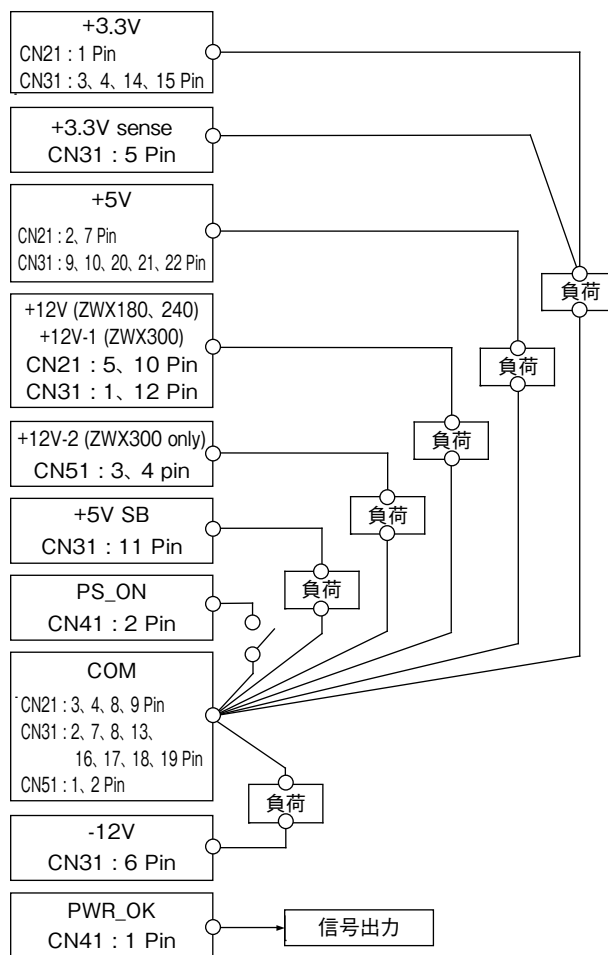 +3.3V
CN21 : 1 Pin
CN31 : 3、4、14、15 Pin
+3.3V sense
CN31 : 5 Pin
+5V
CN21 : 2、7 Pin
CN31 : 9、10、20、21、22 Pin
負荷
+12V (ZWX180、240)
+12V-1 (ZWX300)
CN21 : 5、10 Pin
CN31 : 1、12 Pin
負荷
負荷
+12V-2 (ZWX300 only)
CN51 : 3、4 pin
負荷
+5V SB
CN31 : 11 Pin
負荷
PS_ON
CN41 : 2 Pin
COM
CN21 : 3、4、8、9 Pin
CN31 : 2、7、8、13、
16、17、18、19 Pin
CN51 : 1、2 Pin
負荷
-12V
CN31 : 6 Pin
PWR_OK
CN41 : 1 Pin
信号出力